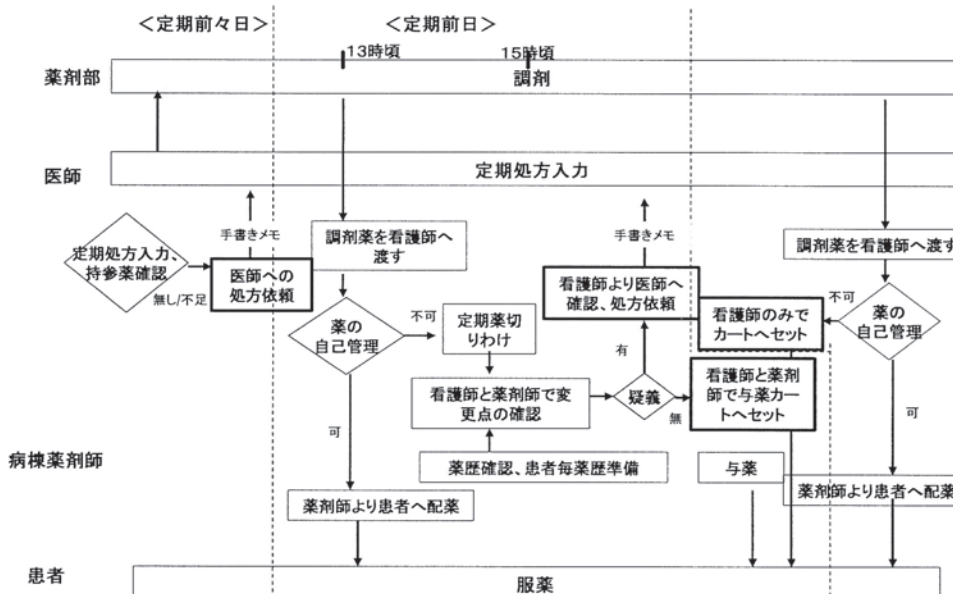 ＜定期前々日＞
＜定期前日＞
13時頃
15時頃
薬剤部
調剤
医師
定期処方入力
手書きメモ
手書きメモ
定期処方入力、
持参薬確認
無し/不足
医師への
処方依頼
調剤薬を看護師へ
渡す
看護師より医師へ
確認、処方依頼
調剤薬を看護師へ渡す
薬の
自己管理
不可
定期薬切
りわけ
有
看護師のみで
カートへセット
不可
薬の
自己管理
看護師と薬剤師で変
更点の確認
疑義
無
看護師と薬剤
師で与薬カー
トへセット
可
可
病棟薬剤師
薬歴確認、患者毎薬歴準備
与薬
薬剤師より患者へ配薬
薬剤師より患者へ配薬
患者
服薬